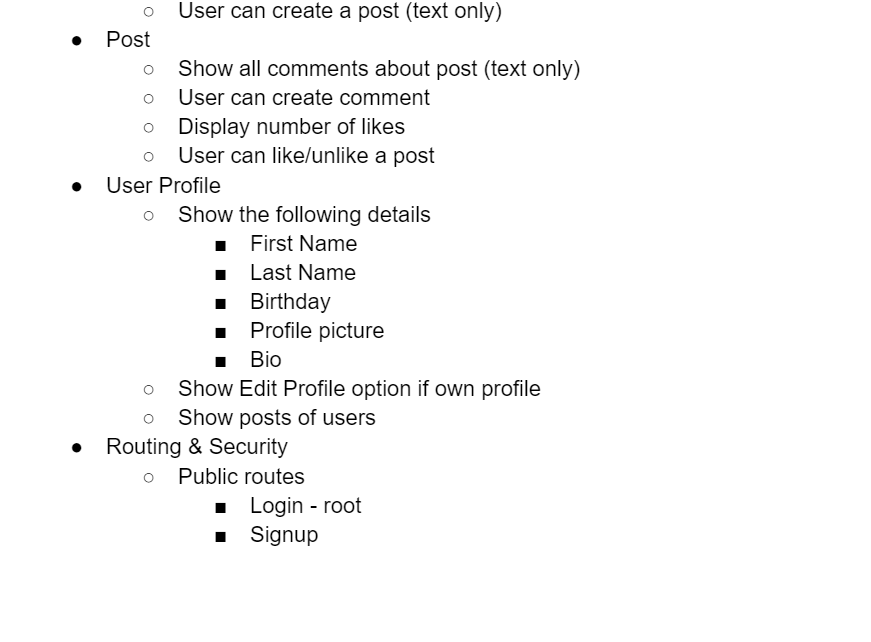 ○ User can create a post (text only)
● Post
○ Show all comments about post (text only)
○ User can create comment
○ Display number of likes
○ User can like/unlike a post
● User Profile
○ Show the following details
■ First Name
■ Last Name
■ Birthday
■ Profile picture
■ Bio
○ Show Edit Profile option if own profile
○ Show posts of users
● Routing & Security
○ Public routes
■ Login - root
■ Signup